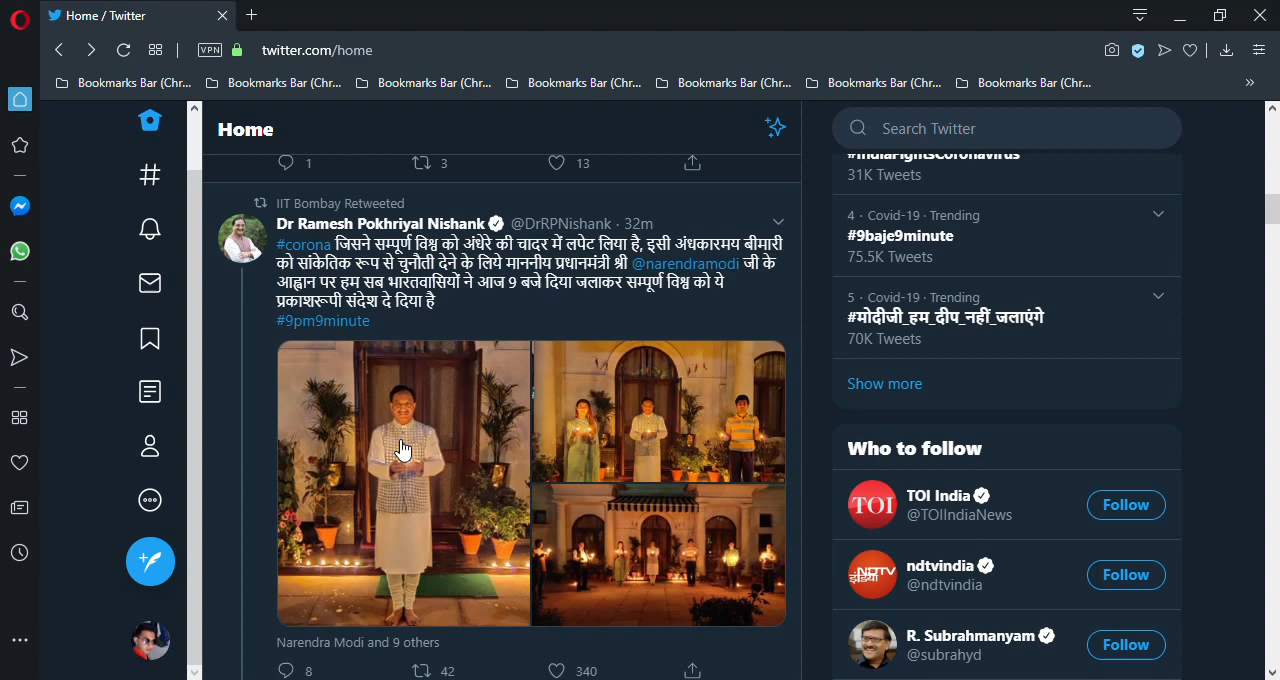 Home / Twitter
VPN
twitter.com/home
Bookmarks Bar (Chr...
Bookmarks Bar (Chr...
Bookmarks Bar (Chr...
Bookmarks Bar (Chr...
Bookmarks Bar (Chr...
Bookmarks Bar (Chr...
Bookmarks Bar (Chr...
Home
1
3
13
IIT Bombay Retweeted
Dr Ramesh Pokhriyal Nishank @DrRPNishank · 32m
#corona जिसने सम्पूर्ण विश्व को अंधेरे की चादर में लपेट लिया है, इसी अंधकारमय बीमारी
को सांकेतिक रूप से चुनौती देने के लिये माननीय प्रधानमंत्री श्री @narendramodi जी के
आह्वान पर हम सब भारतवासियों ने आज 9 बजे दिया जलाकर सम्पूर्ण विश्व को ये
प्रकाशरूपी संदेश दे दिया है
#9pm9minute
Narendra Modi and 9 others
8
42
340
Search Twitter
#IndiaFightsCoronavirus
31K Tweets
4 · Covid-19 · Trending
#9baje9minute
75.5K Tweets
5 · Covid-19 · Trending
#मोदीजी_हम_दीप_नहीं_जलाएंगे
70K Tweets
Show more
Who to follow
TOI
TOI India
@TOIIndiaNews
Follow
NDTV
इंडिया
ndtvindia
@ndtvindia
Follow
R. Subrahmanyam
@subrahyd
Follow